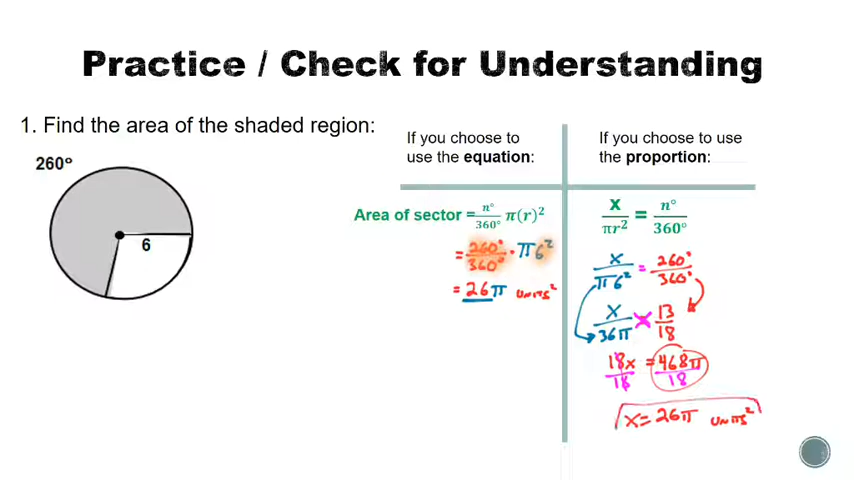 Practice / Check for Understanding
1. Find the area of the shaded region:
260°
6
If you choose to
use the equation:
Area of sector = n°/360° π(r)²
= 260°/360° · π6²
= 26π UNITS²
If you choose to use
the proportion:
x/πr² = n°/360°
x/π6² = 260°/360°
x/36π 13/18
18x/18 = 468π/18
x = 26π UNITS²